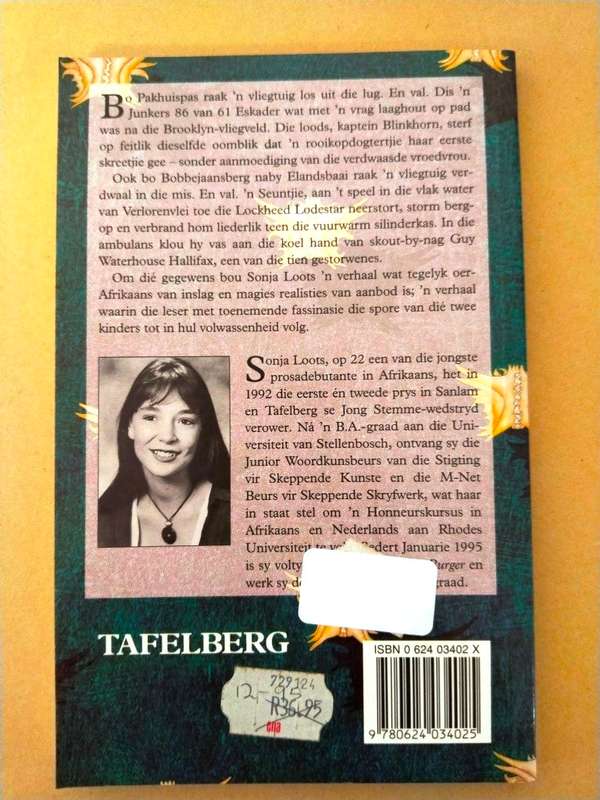 Bo Pakhuispas raak 'n vliegtuig los uit die lug. En val. Dis 'n
Junkers 86 van 61 Eskader wat met 'n vrag laaghout op pad
was na die Brooklyn-vliegveld. Die loods, kaptein Blinkhorn, sterf
op feitlik dieselfde oomblik dat 'n rooikopdogtertjie haar eerste
skreetjie gee – sonder aanmoediging van die verdwaasde vroedvrou.
Ook bo Bobbejaansberg naby Elandsbaai raak 'n vliegtuig ver-
dwaal in die mis. En val. 'n Seuntjie, aan 't speel in die vlak water
van Verlorenvlei toe die Lockheed Lodestar neerstort, storm berg-
op en verbrand hom liederlik teen die vuurwarm silinderkas. In die
ambulans klou hy vas aan die koel hand van skout-by-nag Guy
Waterhouse Hallifax, een van die tien gestorwenes.
Om dié gegewens bou Sonja Loots 'n verhaal wat tegelyk oer-
Afrikaans van inslag en magies realisties van aanbod is; 'n verhaal
waarin die leser met toenemende fassinasie die spore van dié twee
kinders tot in hul volwassenheid volg.
Sonja Loots, op 22 een van die jongste
prosadebutante in Afrikaans, het in
1992 die eerste én tweede prys in Sanlam
en Tafelberg se Jong Stemme-wedstryd
verower. Ná 'n B.A.-graad aan die Uni-
versiteit van Stellenbosch, ontvang sy die
Junior Woordkunsbeurs van die Stigting
vir Skeppende Kunste en die M-Net
Beurs vir Skeppende Skryfwerk, wat haar
in staat stel om 'n Honneurskursus in
Afrikaans en Nederlands aan Rhodes
Universiteit te Sedert Januarie 1995
is sy Burger en
werk sy graad.
TAFELBERG
ISBN 0 624 03402 X
9 780624 034025
729124
12-95
R36.95
cna